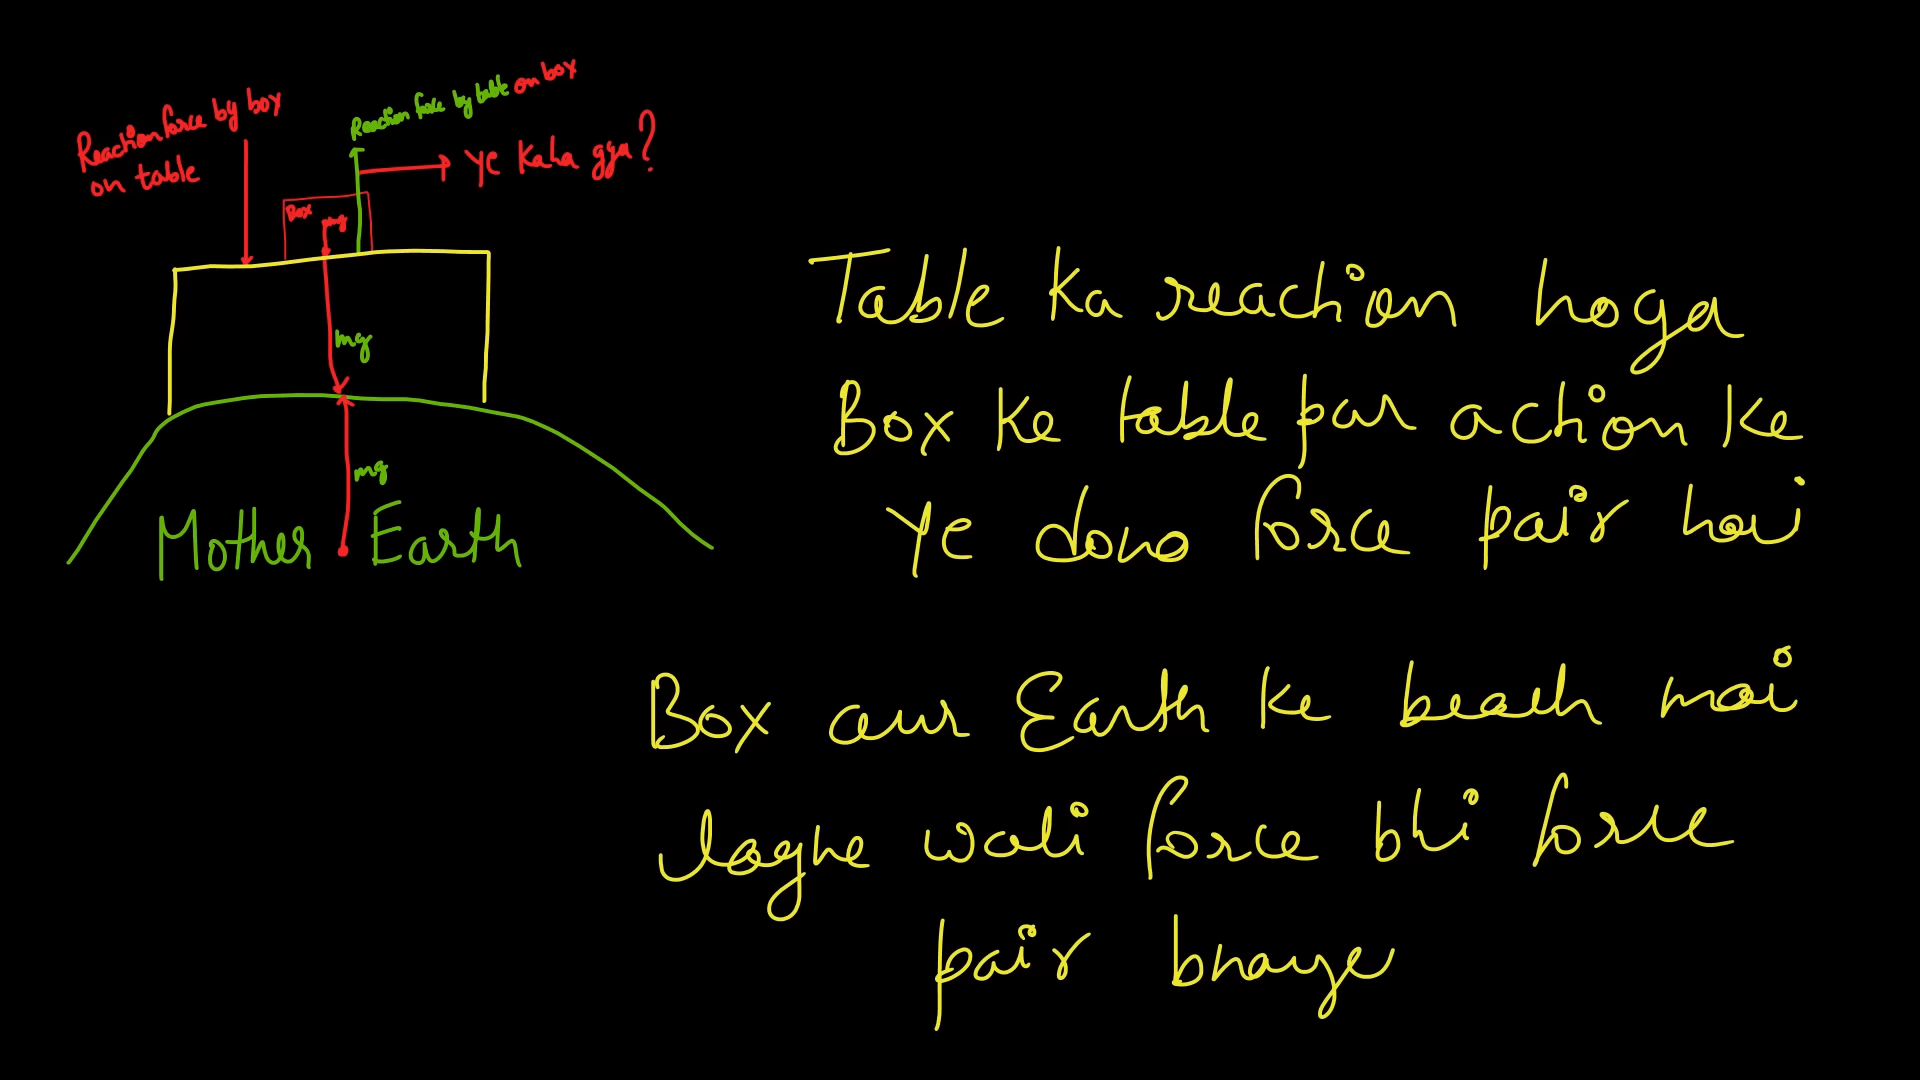 Reaction force by table on box
Reaction force by box
on table
Ye kaha gya?
Box
mg
mg
mg
Mother Earth
Table ka reaction hoga
Box ke table par action ke
Ye dono force pair hai
Box aur Earth ke beach mai
lagne wali force bhi force
pair bnaye